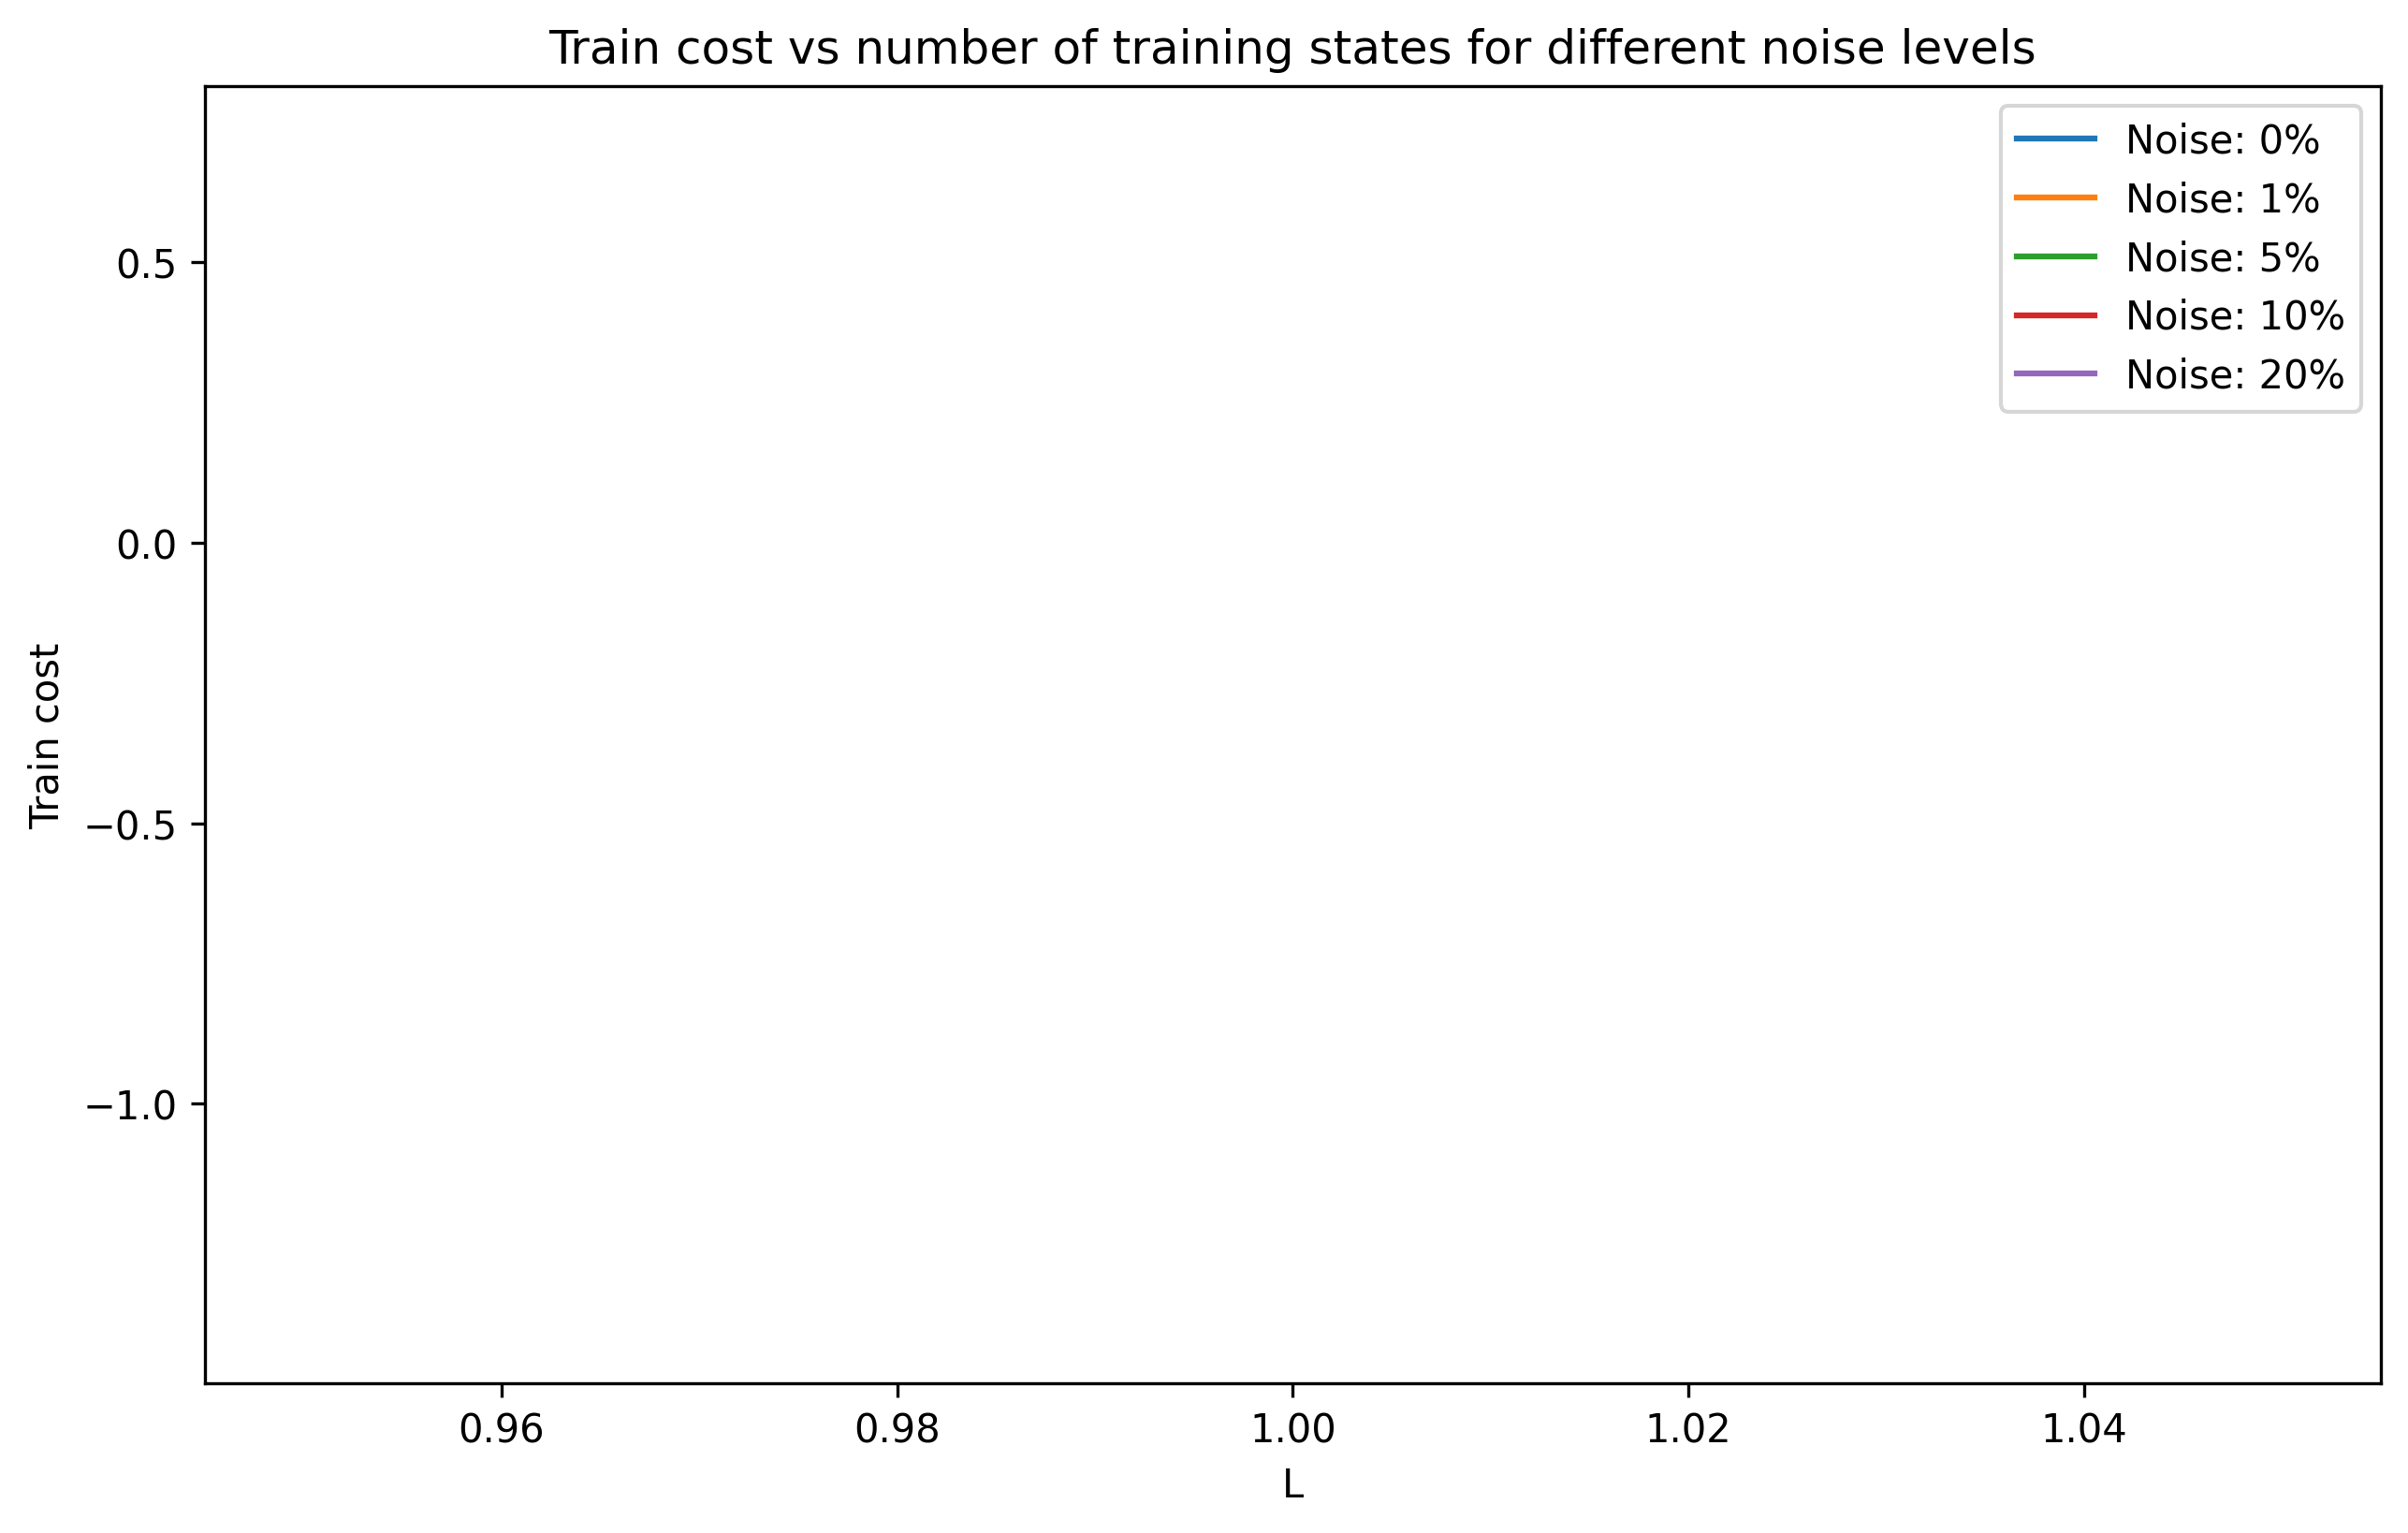 Train cost vs number of training states for different noise levels
Noise: 0%
Noise: 1%
Noise: 5%
Noise: 10%
Noise: 20%
0.5
0.0
−0.5
−1.0
Train cost
0.96 0.98 1.00 1.02 1.04
L